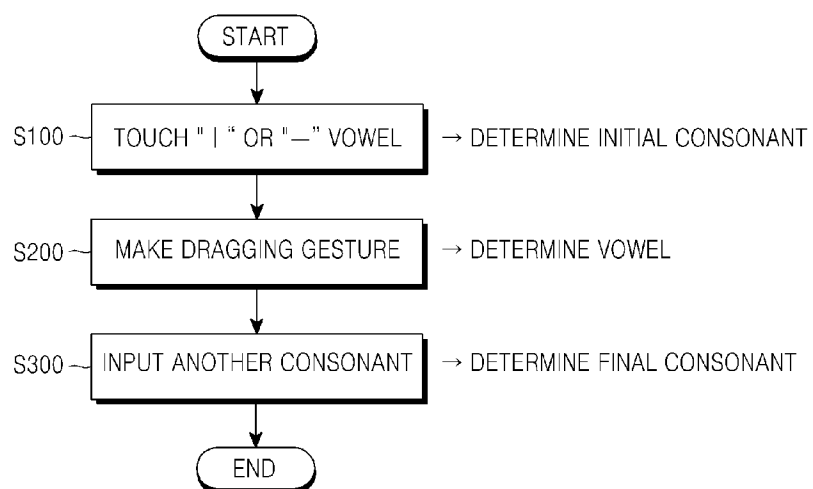 START
S100 TOUCH "ㅣ“ OR "ㅡ” VOWEL → DETERMINE INITIAL CONSONANT
S200 MAKE DRAGGING GESTURE → DETERMINE VOWEL
S300 INPUT ANOTHER CONSONANT → DETERMINE FINAL CONSONANT
END